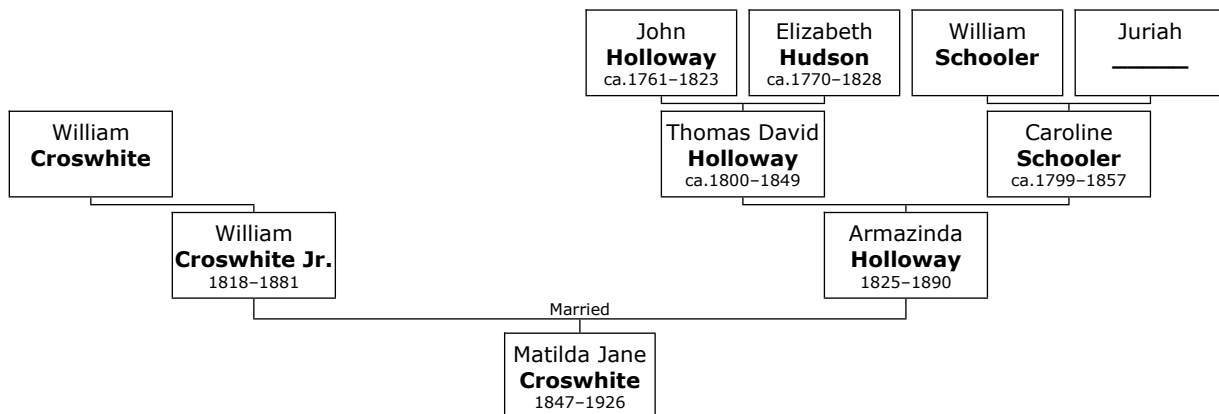 John
Holloway
ca.1761–1823
Elizabeth
Hudson
ca.1770–1828
William
Schooler
Juriah
______
William
Croswhite
Thomas David
Holloway
ca.1800–1849
Caroline
Schooler
ca.1799–1857
William
Croswhite Jr.
1818–1881
Armazinda
Holloway
1825–1890
Married
Matilda Jane
Croswhite
1847–1926